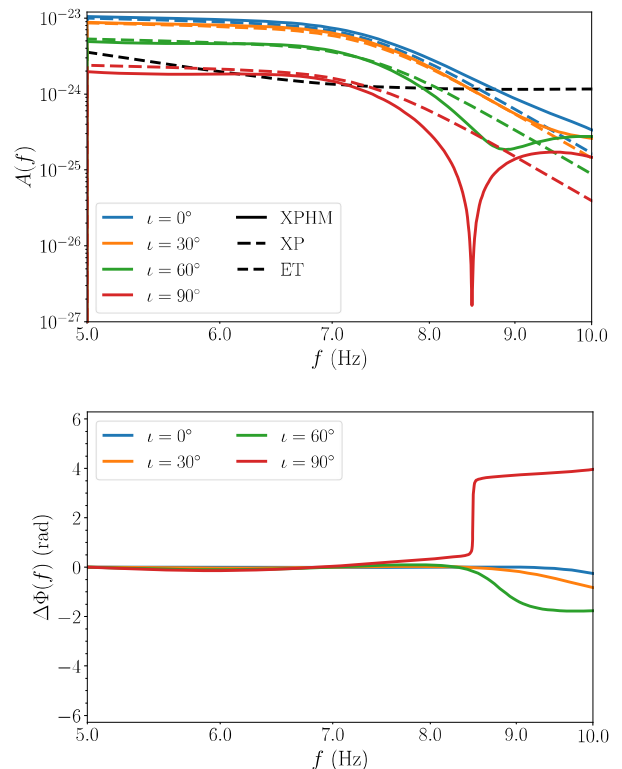 10⁻²³
10⁻²⁴
10⁻²⁵
10⁻²⁶
10⁻²⁷
A(f)
ι = 0°
ι = 30°
ι = 60°
ι = 90°
XPHM
XP
ET
5.0 6.0 7.0 8.0 9.0 10.0
f (Hz)
6
4
2
0
−2
−4
−6
ΔΦ(f) (rad)
ι = 0°
ι = 30°
ι = 60°
ι = 90°
5.0 6.0 7.0 8.0 9.0 10.0
f (Hz)